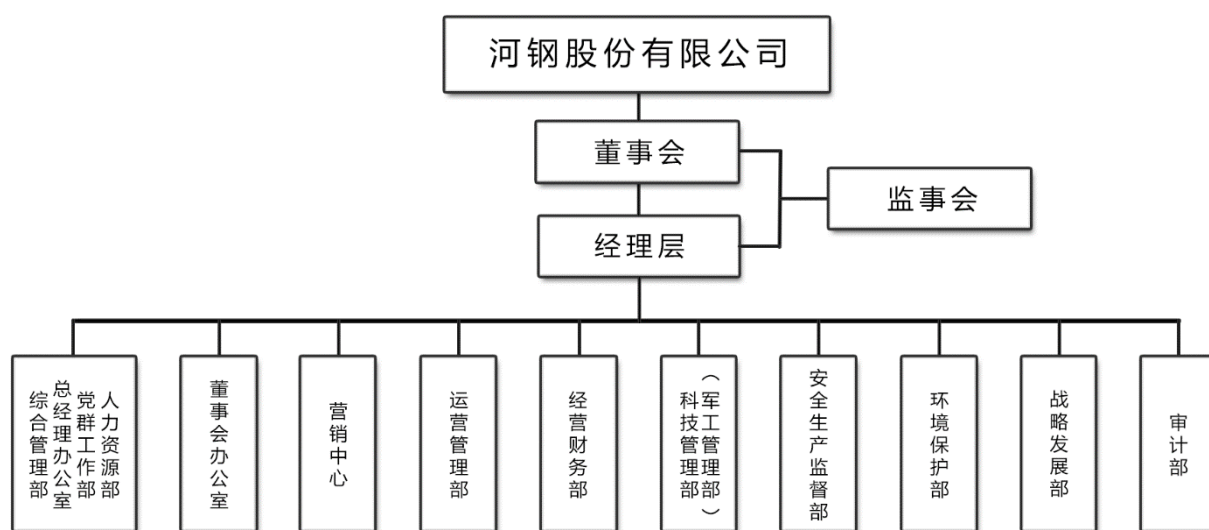 河钢股份有限公司
董事会
监事会
经理层
综合管理部
总经理办公室
党群工作部
人力资源部
董事会办公室
营销中心
运营管理部
经营财务部
科技管理部
（军工管理部）
安全生产监督部
环境保护部
战略发展部
审计部